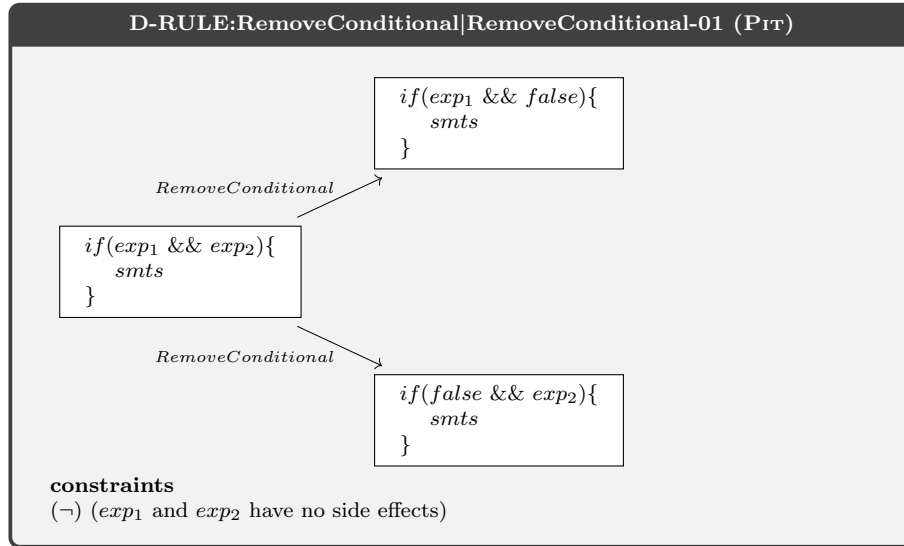 D-RULE:RemoveConditional|RemoveConditional-01 (PIT)
if(exp₁ && false){
smts
}
RemoveConditional
if(exp₁ && exp₂){
smts
}
RemoveConditional
if(false && exp₂){
smts
}
constraints
(¬) (exp₁ and exp₂ have no side effects)